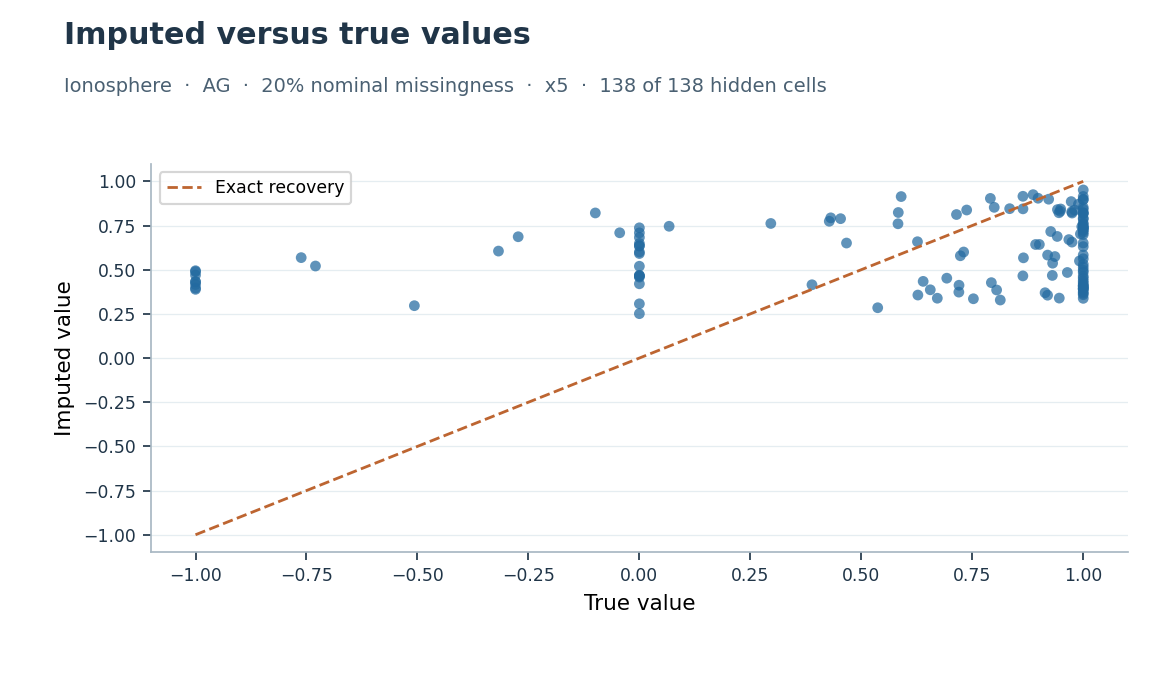 Imputed versus true values
Ionosphere · AG · 20% nominal missingness · x5 · 138 of 138 hidden cells
Exact recovery
1.00
0.75
0.50
0.25
0.00
−0.25
−0.50
−0.75
−1.00
Imputed value
−1.00 −0.75 −0.50 −0.25 0.00 0.25 0.50 0.75 1.00
True value